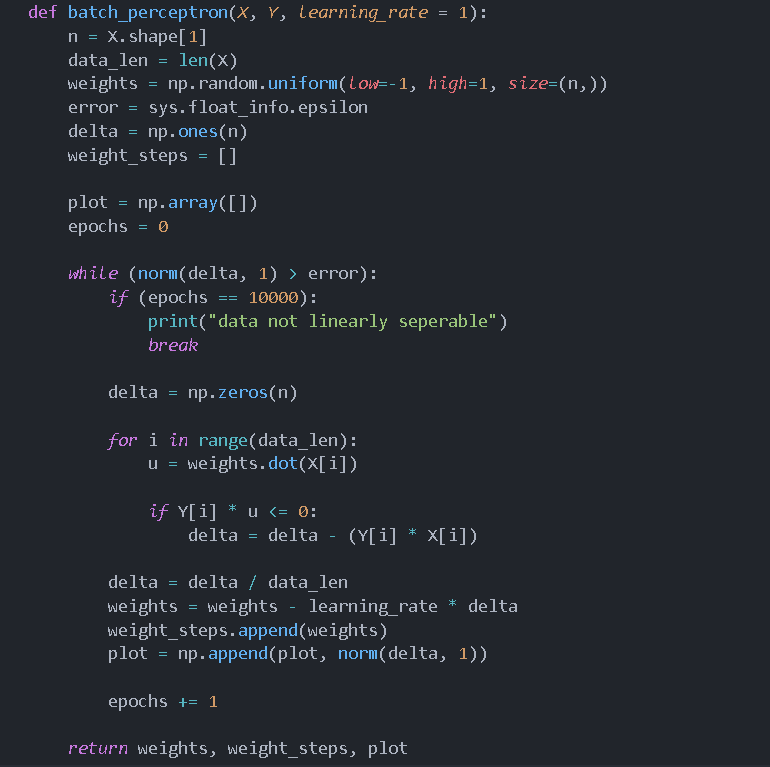 def batch_perceptron(X, Y, learning_rate = 1):
    n = X.shape[1]
    data_len = len(X)
    weights = np.random.uniform(low=-1, high=1, size=(n,))
    error = sys.float_info.epsilon
    delta = np.ones(n)
    weight_steps = []
    plot = np.array([])
    epochs = 0
    while (norm(delta, 1) > error):
        if (epochs == 10000):
            print("data not linearly seperable")
            break
        delta = np.zeros(n)
        for i in range(data_len):
            u = weights.dot(X[i])
            if Y[i] * u <= 0:
                delta = delta - (Y[i] * X[i])
        delta = delta / data_len
        weights = weights - learning_rate * delta
        weight_steps.append(weights)
        plot = np.append(plot, norm(delta, 1))
        epochs += 1
    return weights, weight_steps, plot